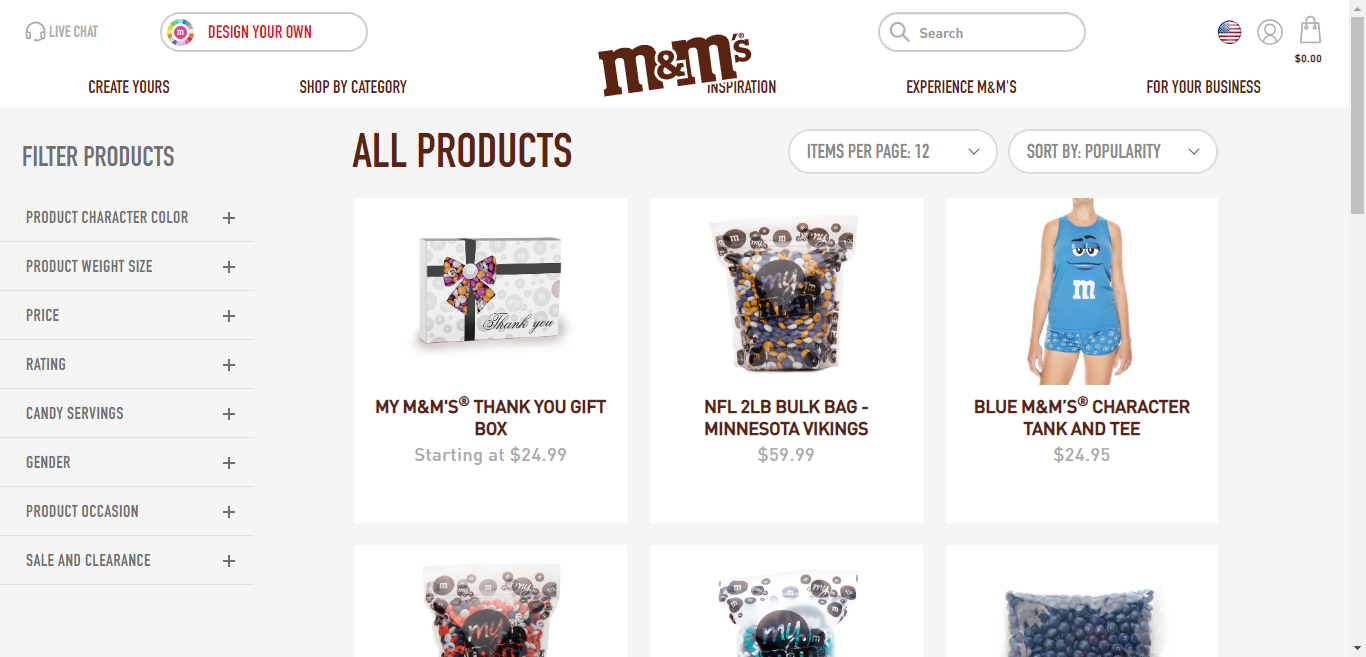 LIVE CHAT
DESIGN YOUR OWN
m&m's®
Search
$0.00
CREATE YOURS
SHOP BY CATEGORY
INSPIRATION
EXPERIENCE M&M'S
FOR YOUR BUSINESS
FILTER PRODUCTS
PRODUCT CHARACTER COLOR
PRODUCT WEIGHT SIZE
PRICE
RATING
CANDY SERVINGS
GENDER
PRODUCT OCCASION
SALE AND CLEARANCE
ALL PRODUCTS
ITEMS PER PAGE: 12
SORT BY: POPULARITY
m
Thank you
MY M&M'S® THANK YOU GIFT
BOX
Starting at $24.99
my
NFL 2LB BULK BAG -
MINNESOTA VIKINGS
$59.99
m
BLUE M&M'S® CHARACTER
TANK AND TEE
$24.95
my
my